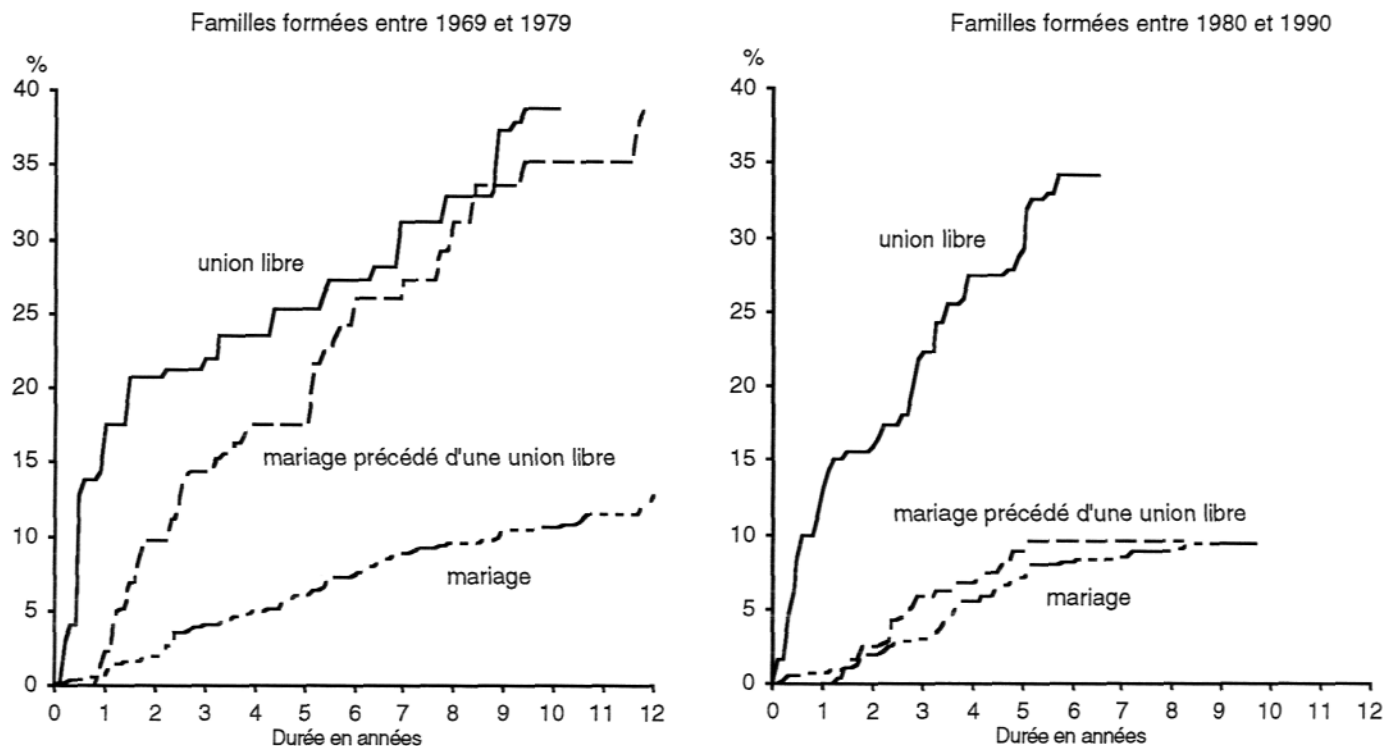 Familles formées entre 1969 et 1979
%
40
35
30
25
20
15
10
5
0
union libre
mariage précédé d'une union libre
mariage
0 1 2 3 4 5 6 7 8 9 10 11 12
Durée en années
Familles formées entre 1980 et 1990
%
40
35
30
25
20
15
10
5
0
union libre
mariage précédé d'une union libre
mariage
0 1 2 3 4 5 6 7 8 9 10 11 12
Durée en années